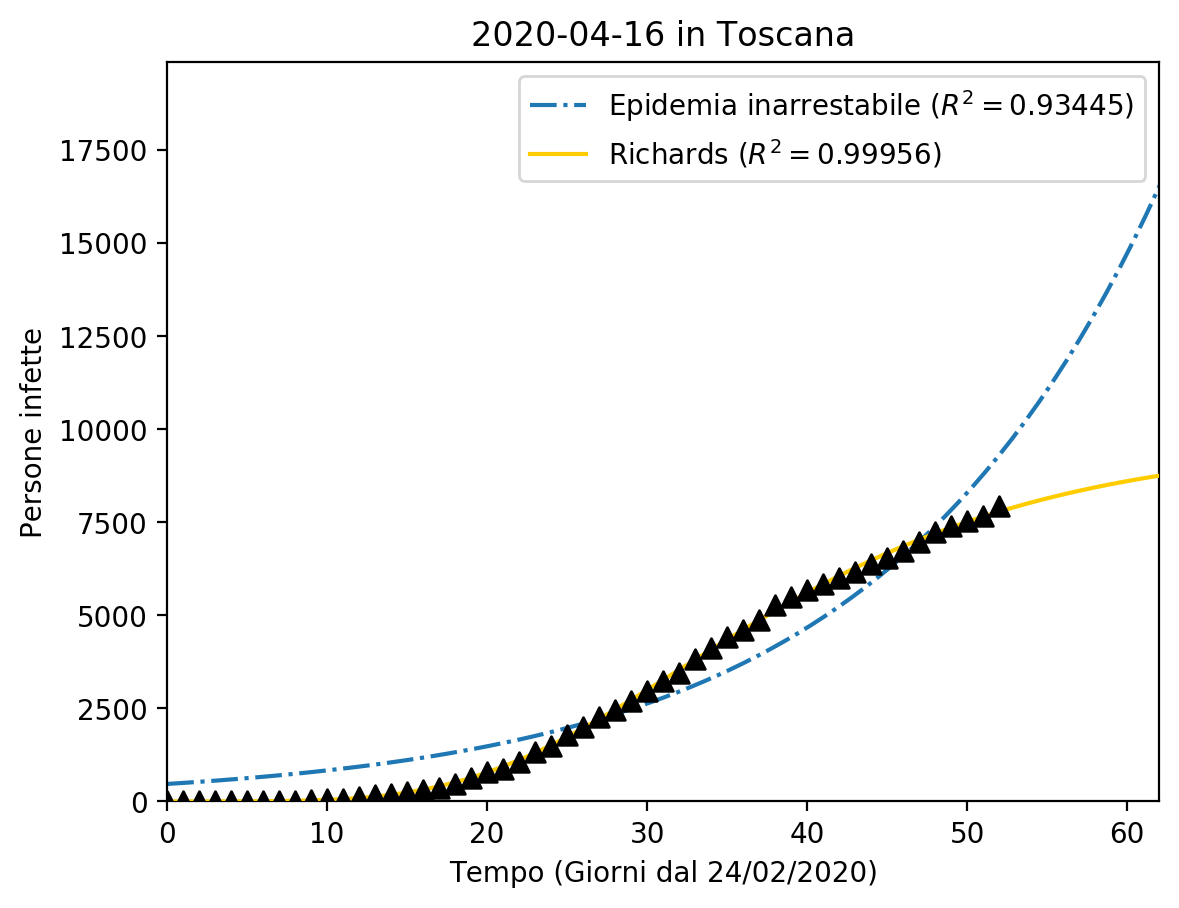 2020-04-16 in Toscana
Epidemia inarrestabile (R² = 0.93445)
Richards (R² = 0.99956)
Persone infette
17500
15000
12500
10000
7500
5000
2500
0
0 10 20 30 40 50 60
Tempo (Giorni dal 24/02/2020)